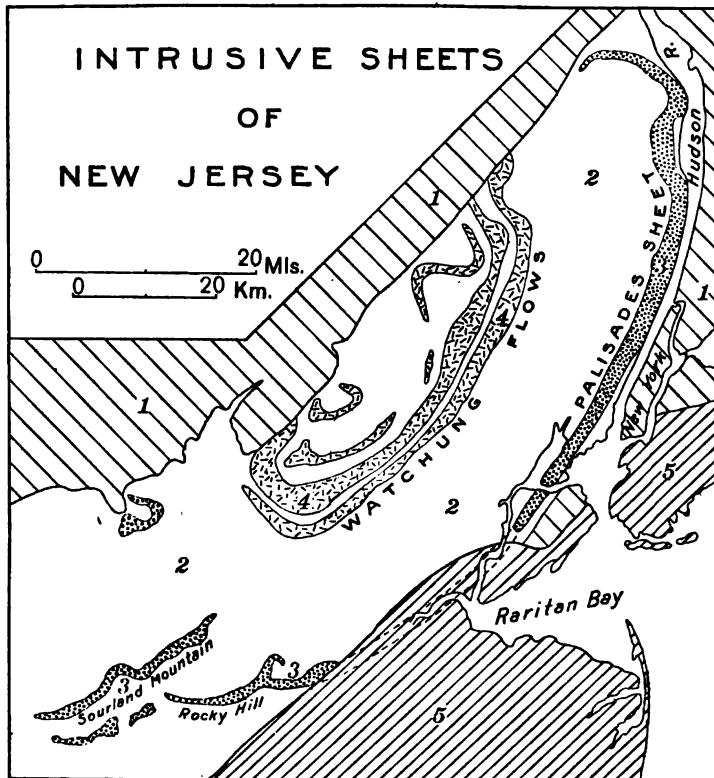 INTRUSIVE SHEETS
OF
NEW JERSEY
0 20 Mls.
0 20 Km.
R.
Hudson
1
2
1
PALISADES SHEET
4
WATCHUNG FLOWS
New York
1
5
4
2
2
Raritan Bay
3
Sourland Mountain
3
Rocky Hill
5